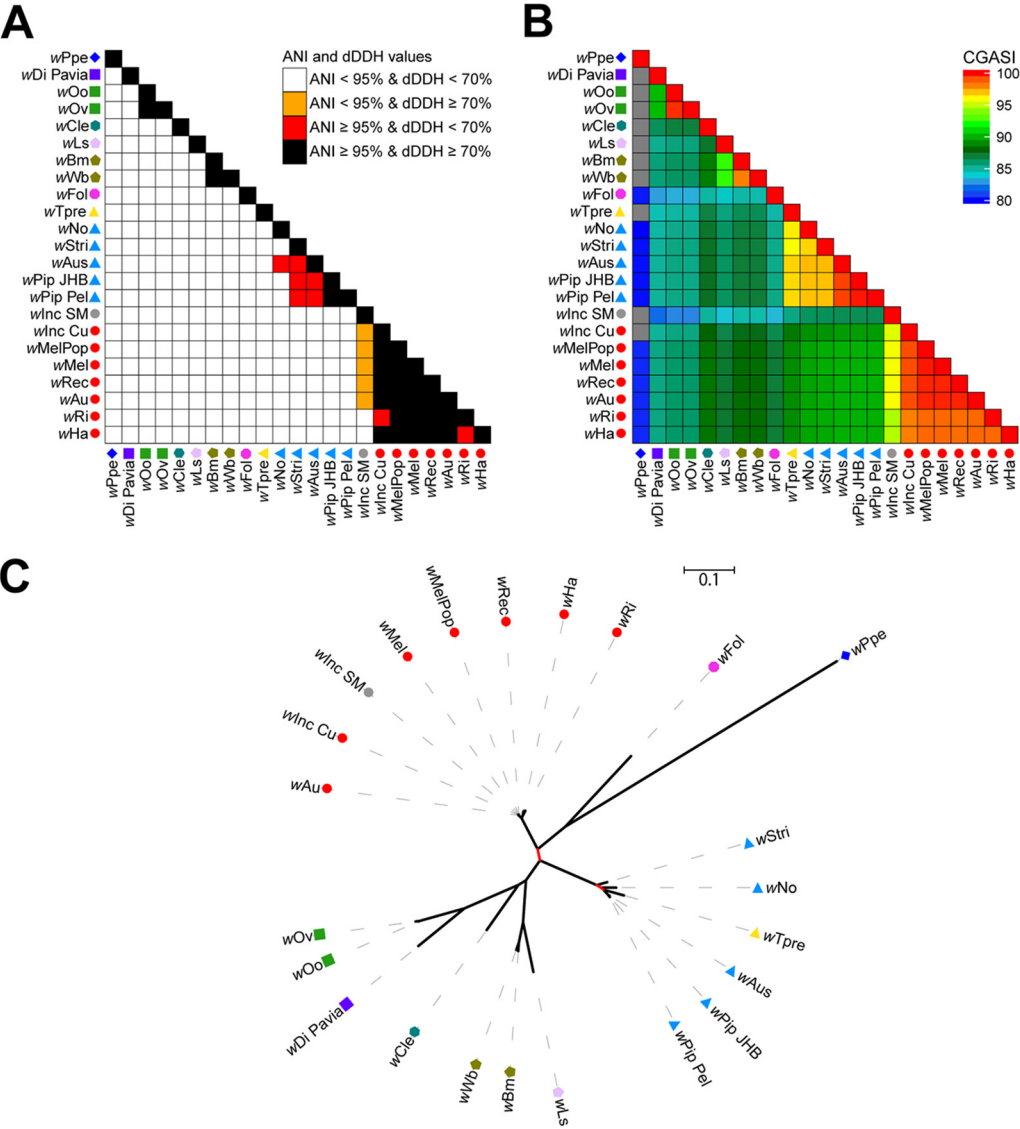 A
wPpe
wDi Pavia
wOo
wOv
wCle
wLs
wBm
wWb
wFol
wTpre
wNo
wStri
wAus
wPip JHB
wPip Pel
wInc SM
wInc Cu
wMelPop
wMel
wRec
wAu
wRi
wHa
wPpe
wDi Pavia
wOo
wOv
wCle
wLs
wBm
wWb
wFol
wTpre
wNo
wStri
wAus
wPip JHB
wPip Pel
wInc SM
wInc Cu
wMelPop
wMel
wRec
wAu
wRi
wHa
ANI and dDDH values
ANI < 95% & dDDH < 70%
ANI < 95% & dDDH ≥ 70%
ANI ≥ 95% & dDDH < 70%
ANI ≥ 95% & dDDH ≥ 70%
B
wPpe
wDi Pavia
wOo
wOv
wCle
wLs
wBm
wWb
wFol
wTpre
wNo
wStri
wAus
wPip JHB
wPip Pel
wInc SM
wInc Cu
wMelPop
wMel
wRec
wAu
wRi
wHa
wPpe
wDi Pavia
wOo
wOv
wCle
wLs
wBm
wWb
wFol
wTpre
wNo
wStri
wAus
wPip JHB
wPip Pel
wInc SM
wInc Cu
wMelPop
wMel
wRec
wAu
wRi
wHa
CGASI
100
95
90
85
80
C
0.1
wMelPop
wRec
wHa
wRi
wFol
wPpe
wMel
wInc SM
wInc Cu
wAu
wStri
wNo
wTpre
wAus
wPip JHB
wPip Pel
wOv
wOo
wDi Pavia
wCle
wWb
wBm
wLs